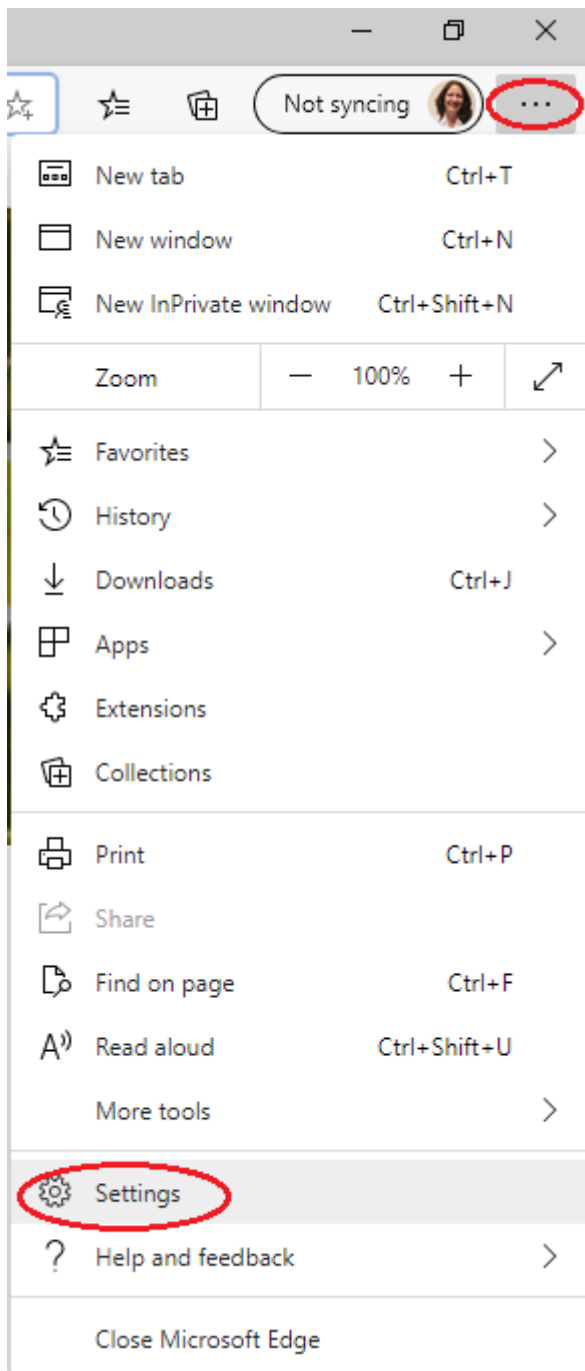 Not syncing ...
New tab Ctrl+T
New window Ctrl+N
New InPrivate window Ctrl+Shift+N
Zoom — 100% +
Favorites
History
Downloads Ctrl+J
Apps
Extensions
Collections
Print Ctrl+P
Share
Find on page Ctrl+F
Read aloud Ctrl+Shift+U
More tools
Settings
Help and feedback
Close Microsoft Edge